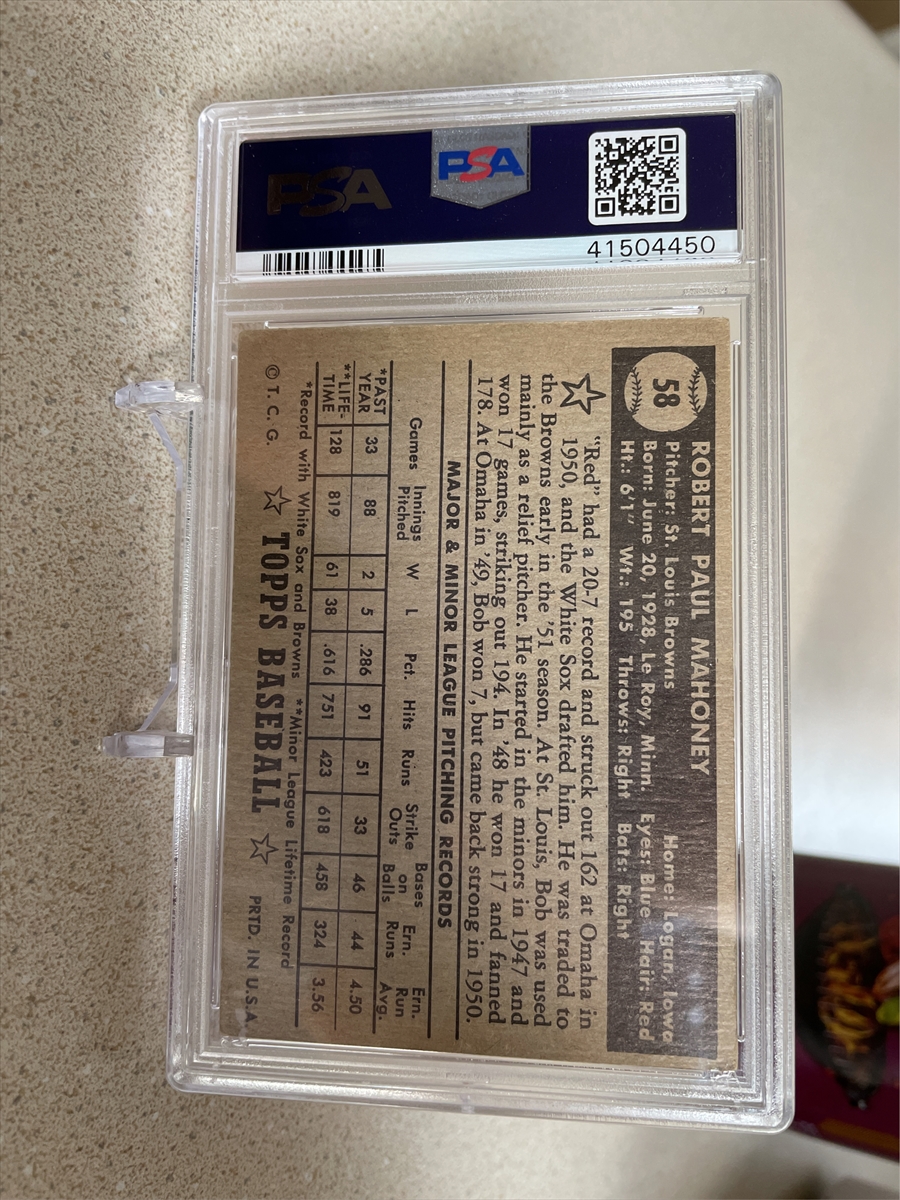 PSA
PSA
41504450
58
ROBERT PAUL MAHONEY
Pitcher: St. Louis Browns Home: Logan, Iowa
Born: June 20, 1928, Le Roy, Minn. Eyes: Blue Hair: Red
Ht.: 6'1" Wt.: 195 Throws: Right Bats: Right
"Red" had a 20-7 record and struck out 162 at Omaha in
1950, and the White Sox drafted him. He was traded to
the Browns early in the '51 season. At St. Louis, Bob was used
mainly as a relief pitcher. He started in the minors in 1947 and
won 17 games, striking out 194. In '48 he won 17 and fanned
178. At Omaha in '49, Bob won 7, but came back strong in 1950.
MAJOR & MINOR LEAGUE PITCHING RECORDS
Games Innings Pitched W L Pct. Hits Runs Strike Outs Bases on Balls Ern. Runs Ern. Run Avg.
*PAST YEAR 33 88 2 5 .286 91 51 33 46 44 4.50
**LIFE-TIME 128 819 61 38 .616 751 423 618 458 324 3.56
*Record with White Sox and Browns **Minor League Lifetime Record
© T. C. G. TOPPS BASEBALL PRTD. IN U.S.A.